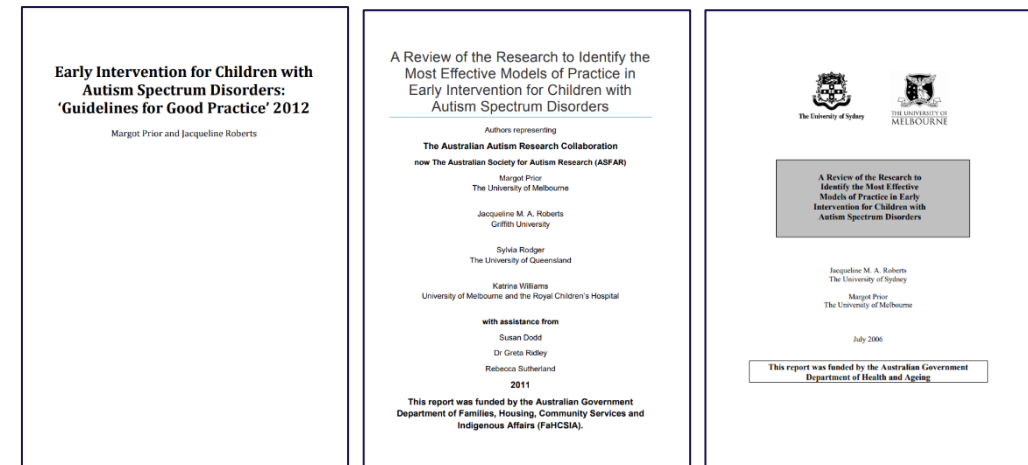 Early Intervention for Children with
Autism Spectrum Disorders:
‘Guidelines for Good Practice’ 2012
Margot Prior and Jacqueline Roberts
A Review of the Research to Identify the
Most Effective Models of Practice in
Early Intervention for Children with
Autism Spectrum Disorders
Authors representing
The Australian Autism Research Collaboration
now The Australian Society for Autism Research (ASFAR)
Margot Prior
The University of Melbourne
Jacqueline M. A. Roberts
Griffith University
Sylvia Rodger
The University of Queensland
Katrina Williams
University of Melbourne and the Royal Children's Hospital
with assistance from
Susan Dodd
Dr Greta Ridley
Rebecca Sutherland
2011
This report was funded by the Australian Government
Department of Families, Housing, Community Services and
Indigenous Affairs (FaHCSIA).
The University of Sydney
THE UNIVERSITY OF
MELBOURNE
A Review of the Research to
Identify the Most Effective
Models of Practice in Early
Intervention for Children with
Autism Spectrum Disorders
Jacqueline M. A. Roberts
The University of Sydney
Margot Prior
The University of Melbourne
July 2006
This report was funded by the Australian Government
Department of Health and Ageing